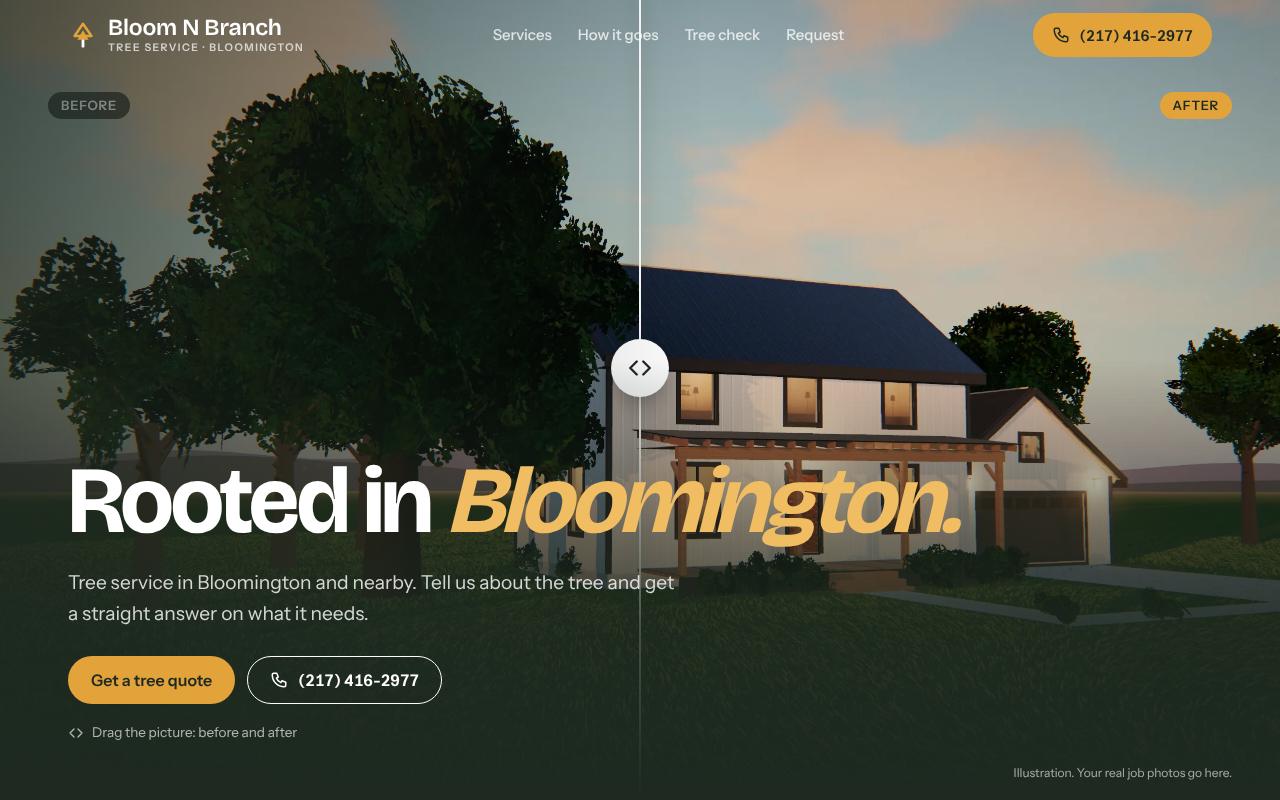 Bloom N Branch
TREE SERVICE · BLOOMINGTON
Services
How it goes
Tree check
Request
(217) 416-2977
BEFORE
AFTER
Rooted in Bloomington.
Tree service in Bloomington and nearby. Tell us about the tree and get
a straight answer on what it needs.
Get a tree quote
(217) 416-2977
Drag the picture: before and after
Illustration. Your real job photos go here.